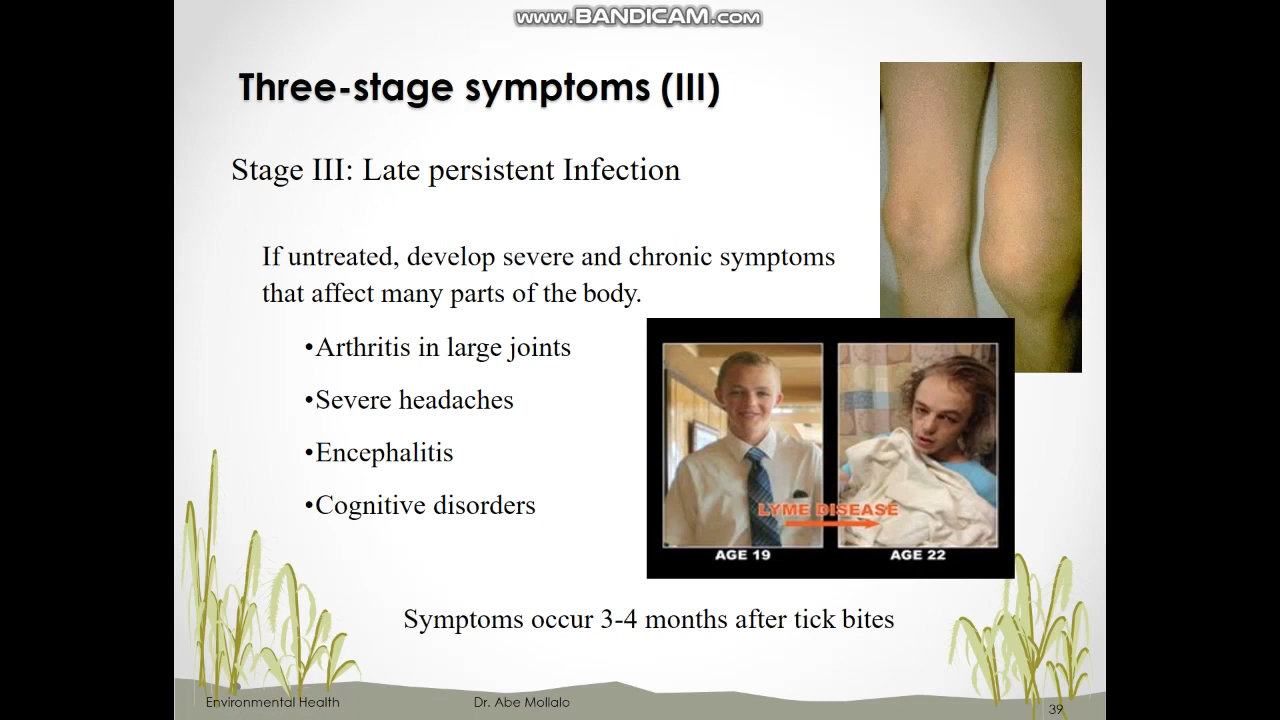 www.BANDICAM.com
Three-stage symptoms (III)
Stage III: Late persistent Infection
If untreated, develop severe and chronic symptoms
that affect many parts of the body.
•Arthritis in large joints
•Severe headaches
•Encephalitis
•Cognitive disorders
LYME DISEASE
AGE 19
AGE 22
Symptoms occur 3-4 months after tick bites
Environmental Health
Dr. Abe Mollalo
39